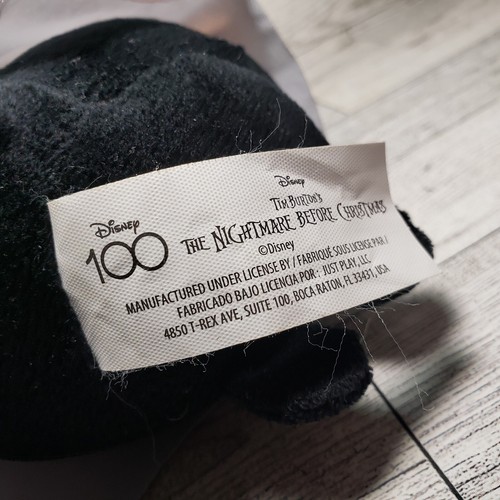 Disney
100
Disney
TIM BURTON'S
THE NIGHTMARE BEFORE CHRISTMAS
©Disney
MANUFACTURED UNDER LICENSE BY / FABRIQUÉ SOUS LICENSE PAR /
FABRICADO BAJO LICENCIA POR: JUST PLAY, LLC.
4850 T-REX AVE, SUITE 100, BOCA RATON, FL 33431, USA